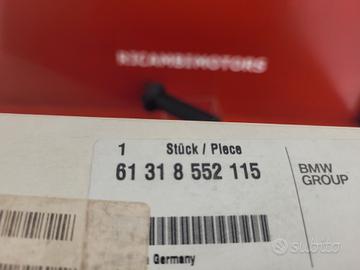 RICAMBIMOTORS
1 Stück / Piece
61 31 8 552 115
BMW
GROUP
Germany
subito